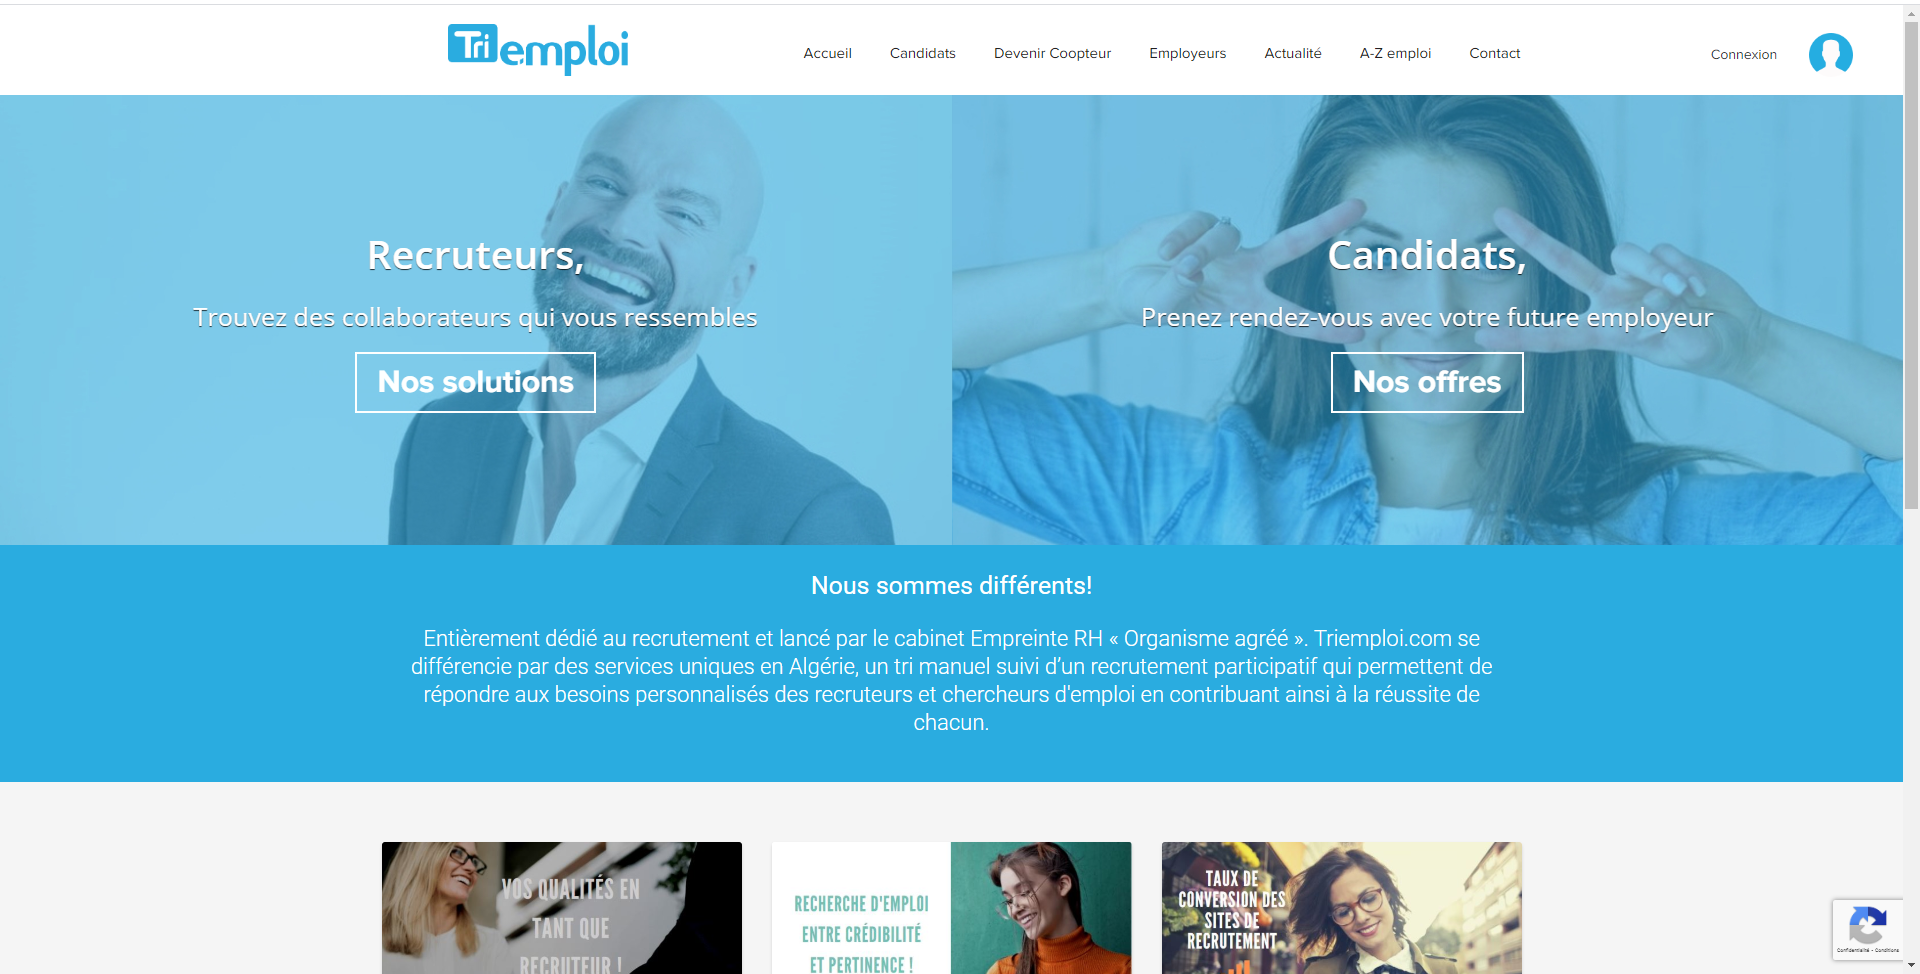 Tri emploi
Accueil
Candidats
Devenir Coopteur
Employeurs
Actualité
A-Z emploi
Contact
Connexion
Recruteurs,
Trouvez des collaborateurs qui vous ressembles
Nos solutions
Candidats,
Prenez rendez-vous avec votre future employeur
Nos offres
Nous sommes différents!
Entièrement dédié au recrutement et lancé par le cabinet Empreinte RH « Organisme agréé ». Triemploi.com se
différencie par des services uniques en Algérie, un tri manuel suivi d’un recrutement participatif qui permettent de
répondre aux besoins personnalisés des recruteurs et chercheurs d'emploi en contribuant ainsi à la réussite de
chacun.
VOS QUALITÉS EN
TANT QUE
RECRUTEUR !
RECHERCHE D'EMPLOI
ENTRE CRÉDIBILITÉ
ET PERTINENCE !
TAUX DE
CONVERSION DES
SITES DE
RECRUTEMENT
Confidentialité - Conditions